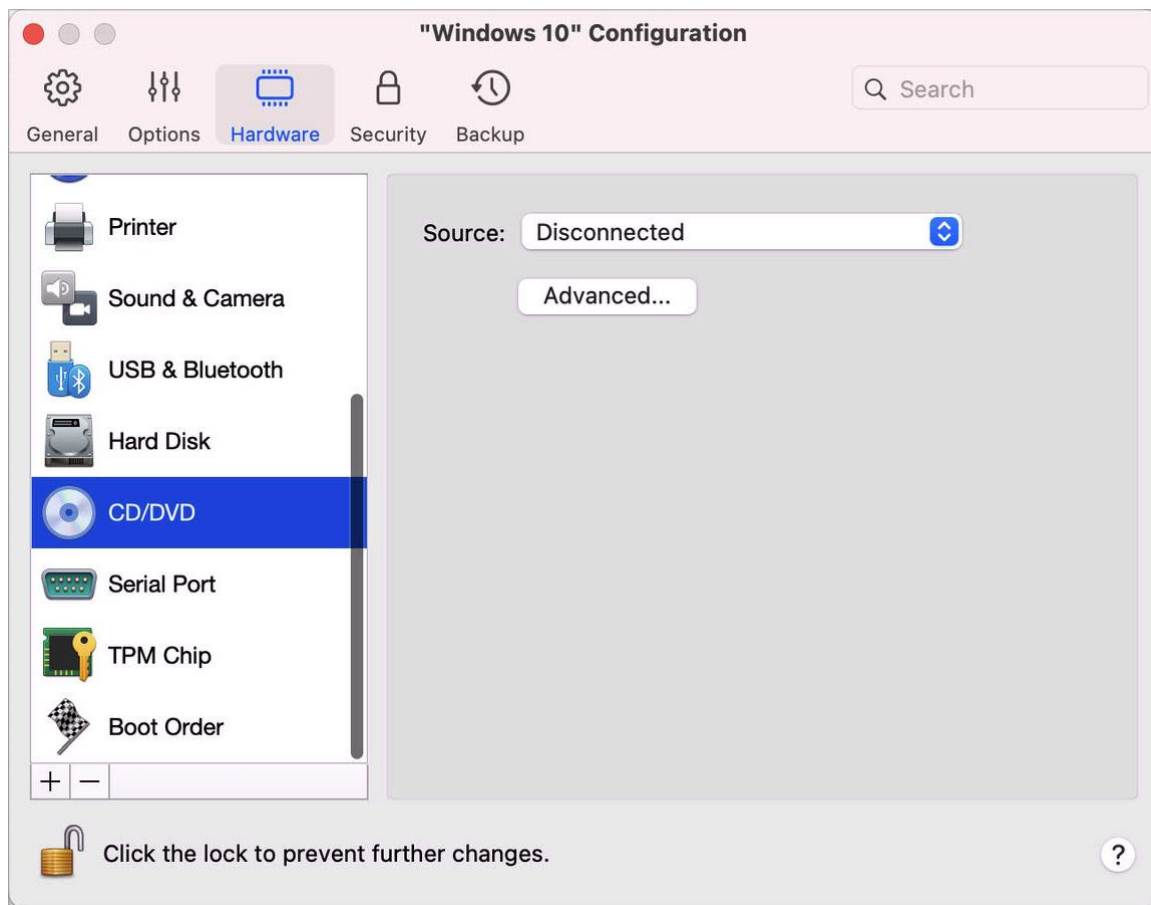 "Windows 10" Configuration
General Options Hardware Security Backup
Search
Printer
Sound & Camera
USB & Bluetooth
Hard Disk
CD/DVD
Serial Port
TPM Chip
Boot Order
+ −
Source: Disconnected
Advanced...
Click the lock to prevent further changes.
?